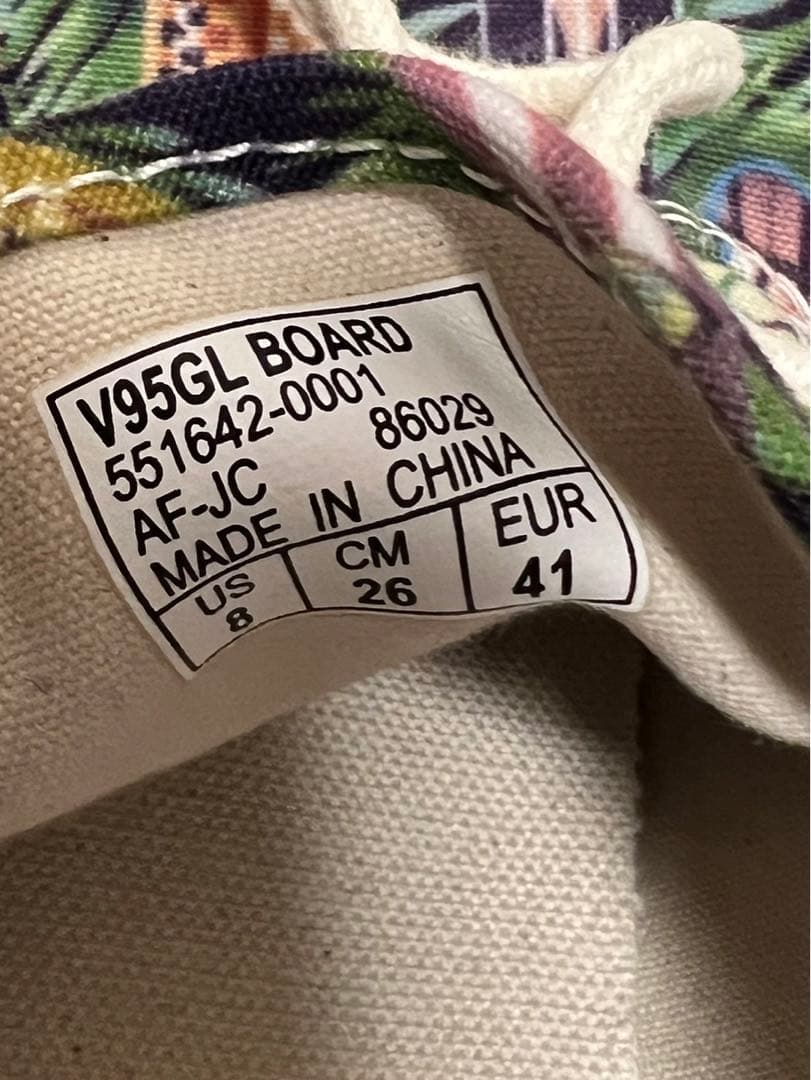 V95GL BOARD
551642-0001
AF-JC 86029
MADE IN CHINA
US CM EUR
8 26 41